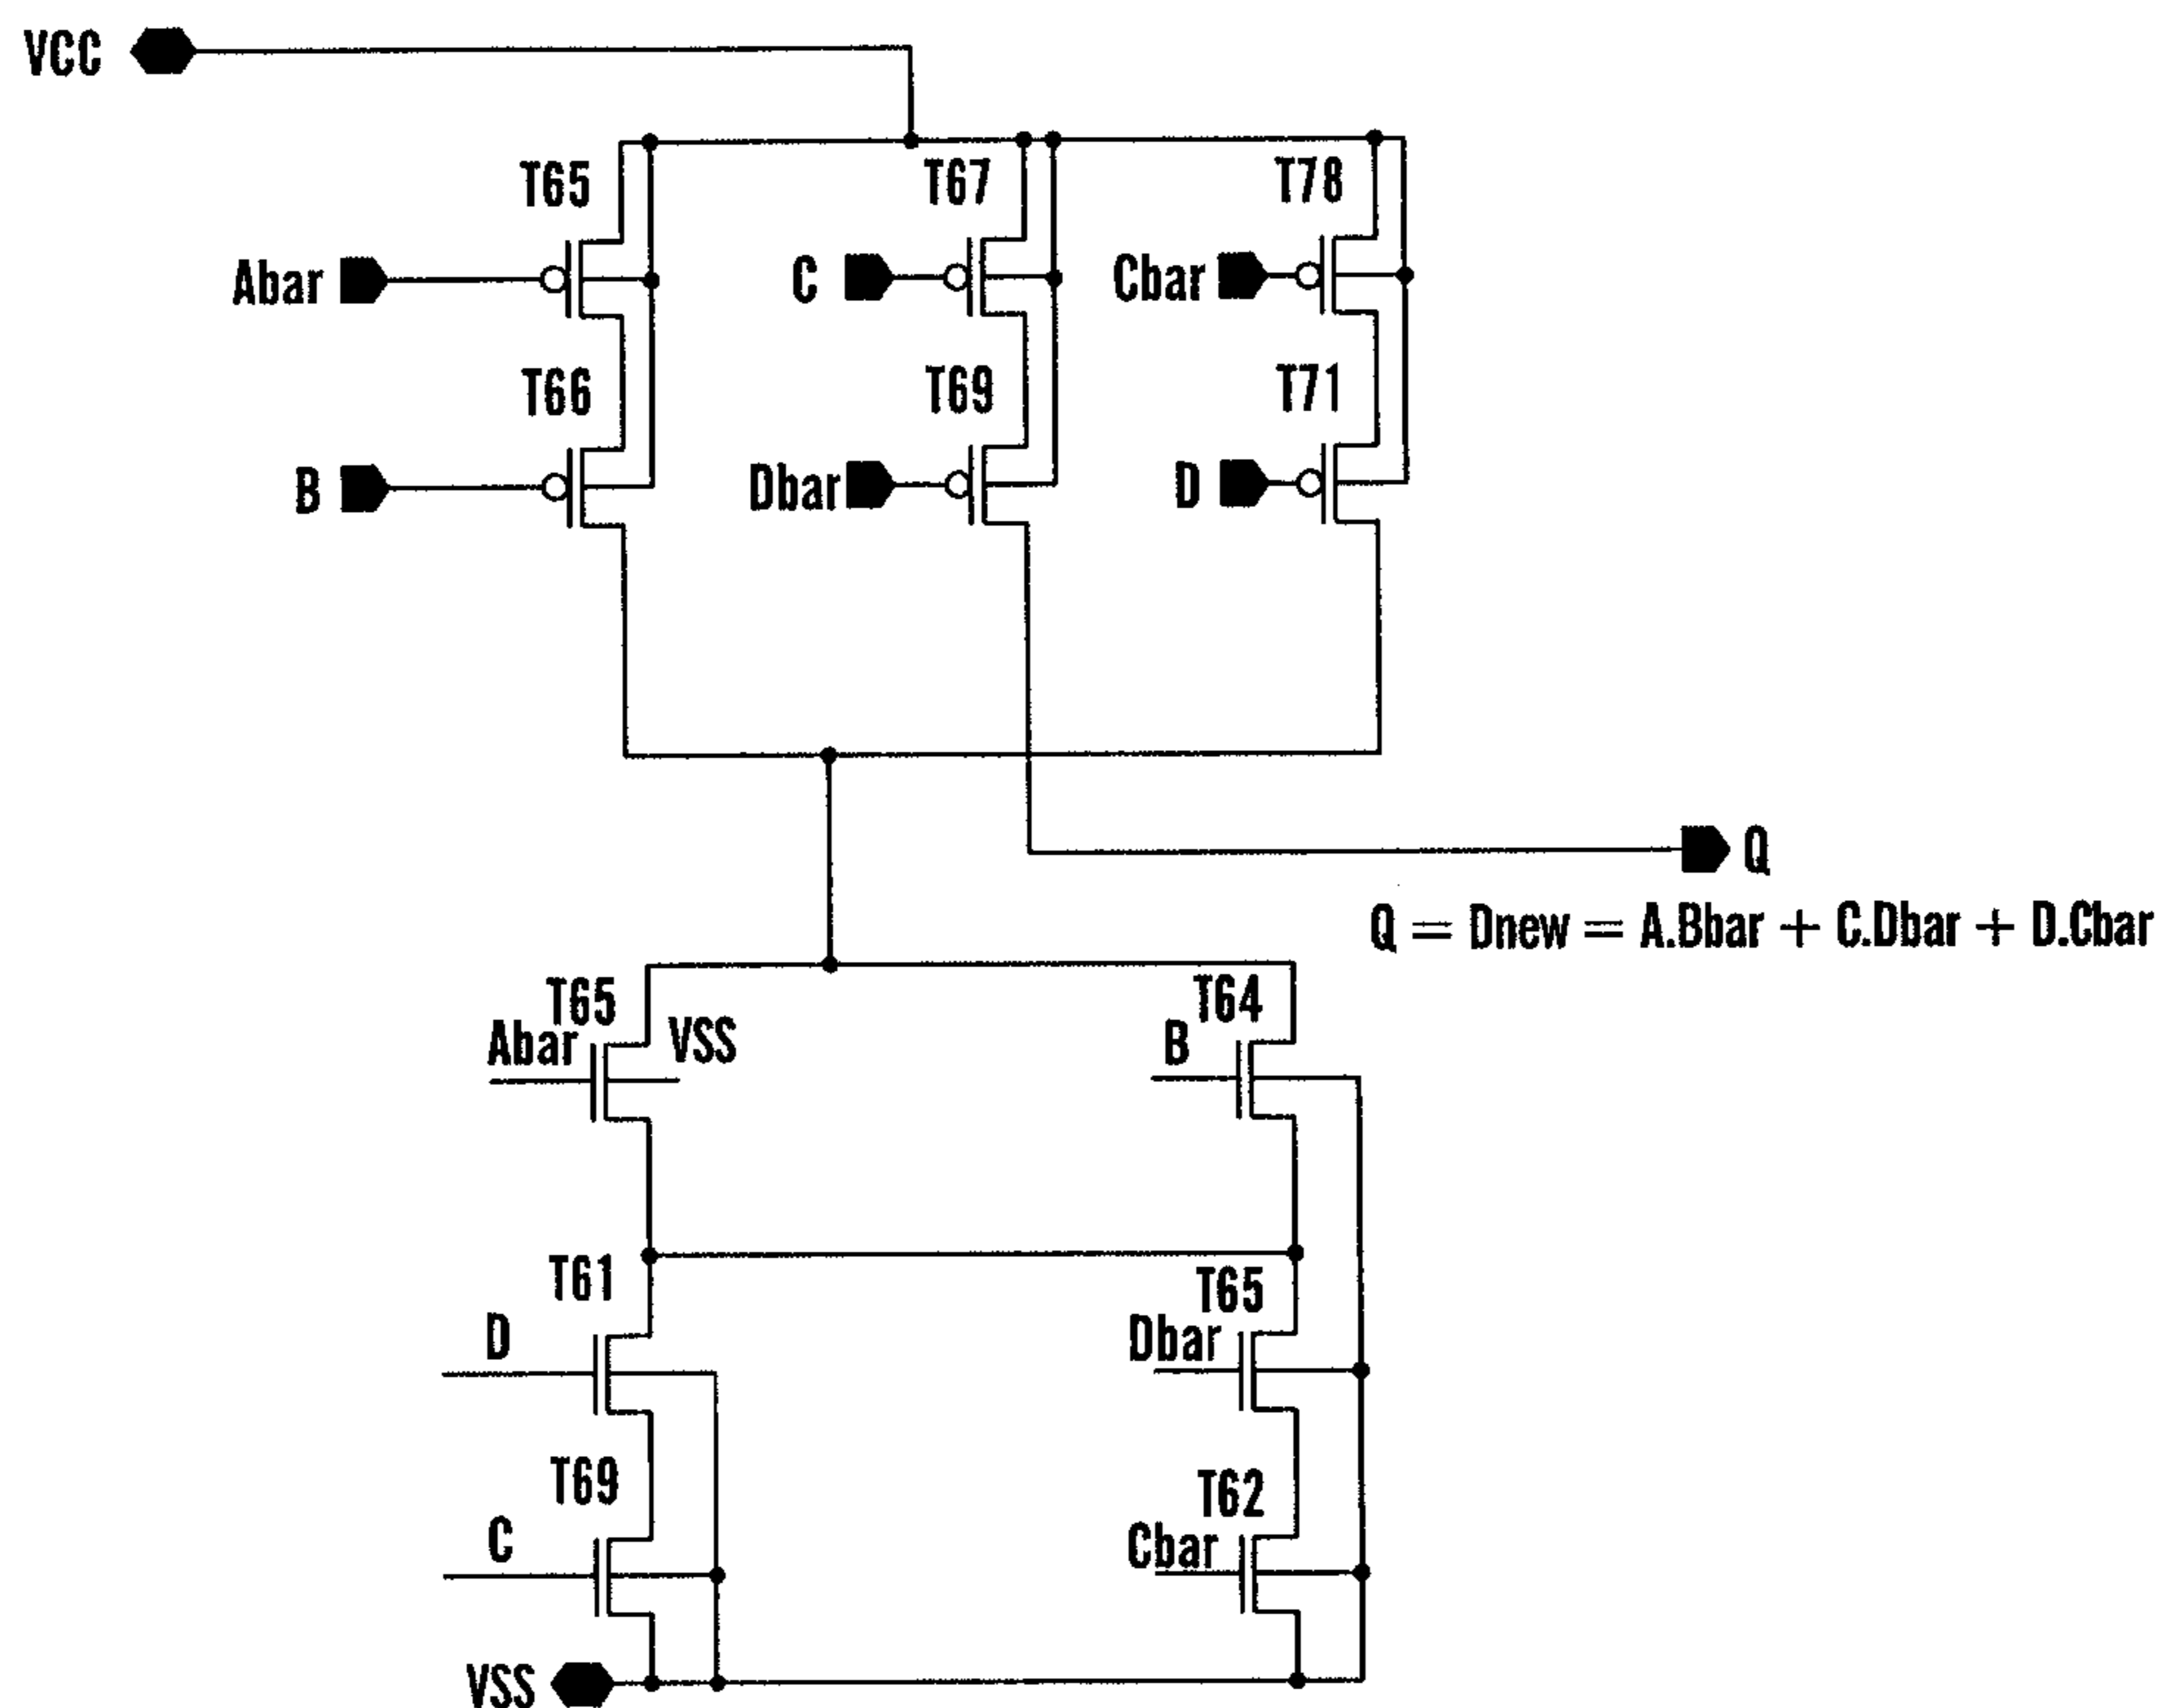 VCC
T65
T67
T78
Abar
C
Cbar
T66
T69
T71
B
Dbar
D
Q
Q = Dnew = A.Bbar + C.Dbar + D.Cbar
T65
T64
Abar
VSS
B
T61
T65
D
Dbar
T69
T62
C
Cbar
VSS